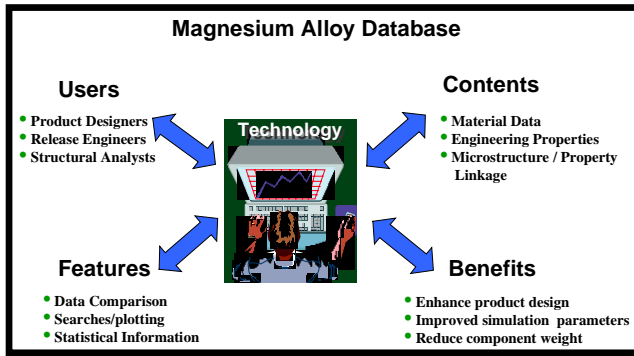 Magnesium Alloy Database
Users
• Product Designers
• Release Engineers
• Structural Analysts
Contents
• Material Data
• Engineering Properties
• Microstructure / Property
Linkage
Technology
Features
• Data Comparison
• Searches/plotting
• Statistical Information
Benefits
• Enhance product design
• Improved simulation parameters
• Reduce component weight